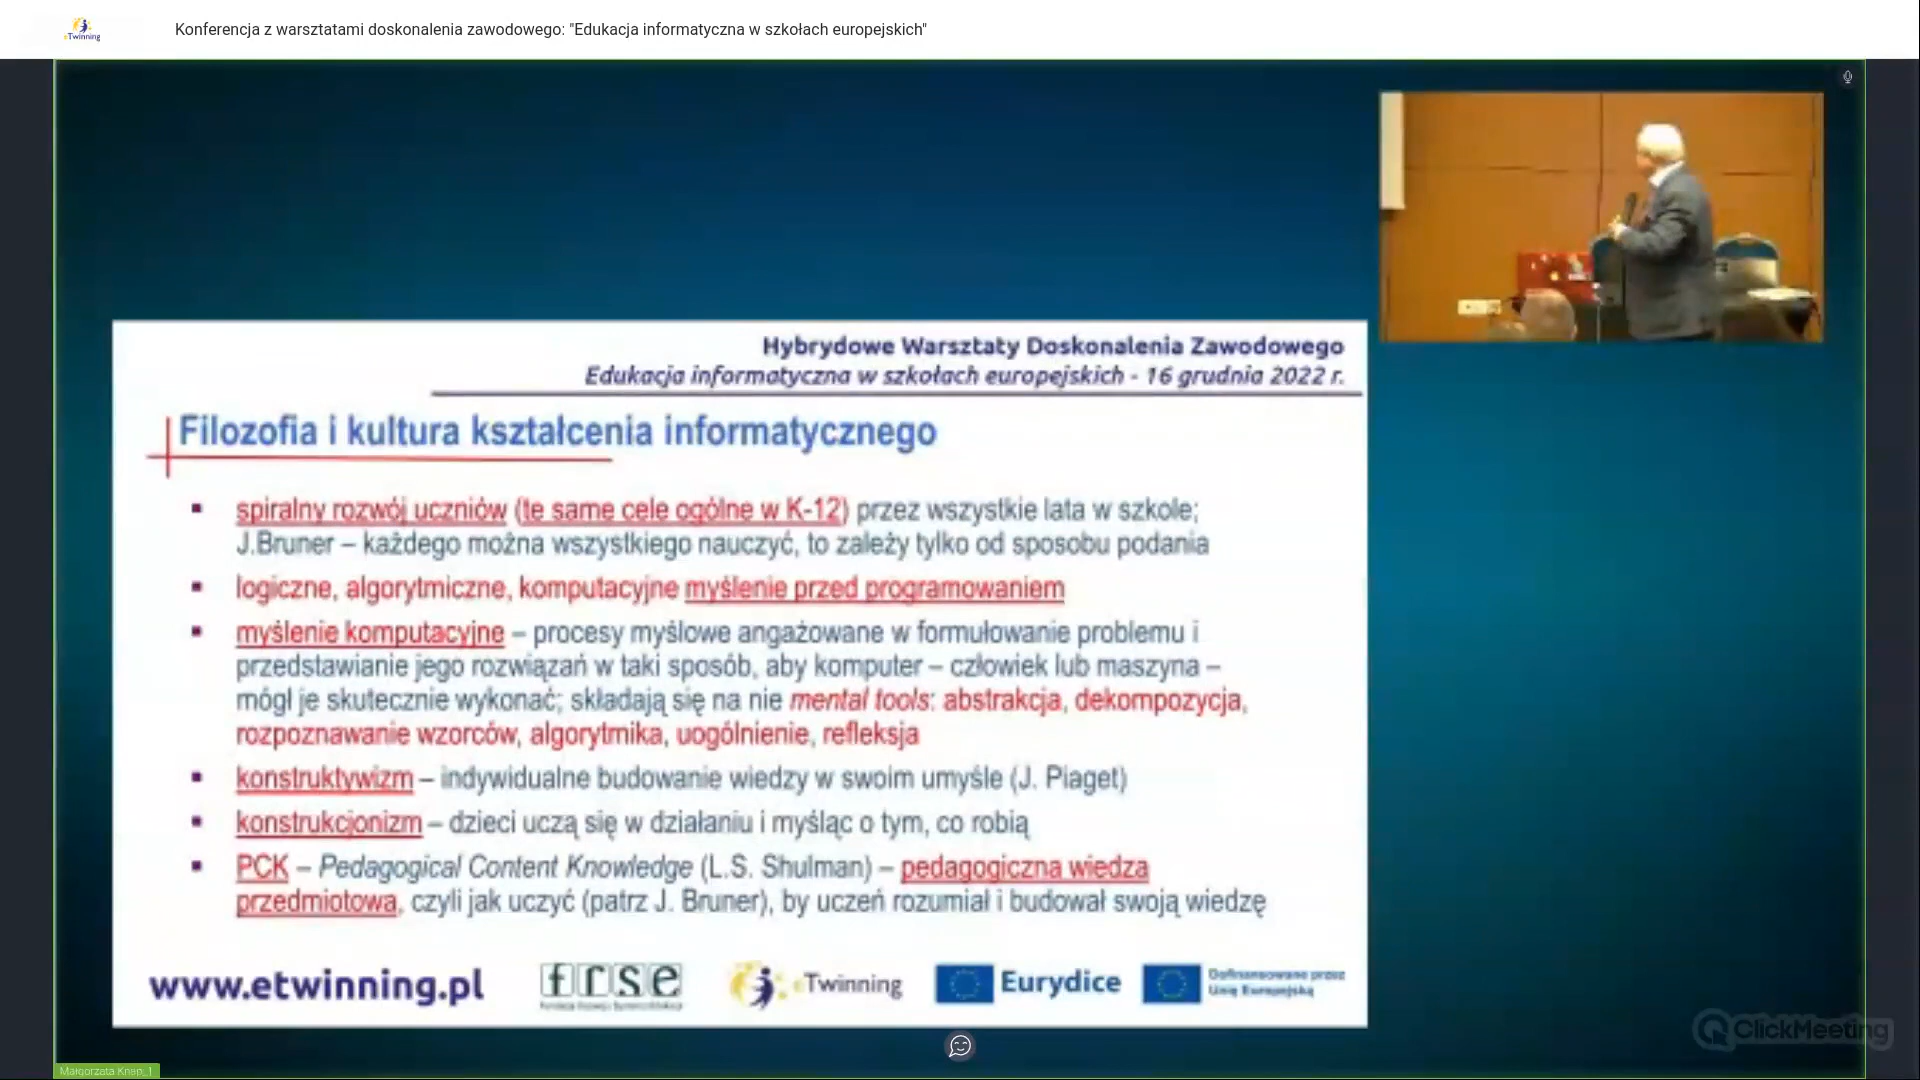 eTwinning
Konferencja z warsztatami doskonalenia zawodowego: "Edukacja informatyczna w szkołach europejskich"
Hybrydowe Warsztaty Doskonalenia Zawodowego
Edukacja informatyczna w szkołach europejskich - 16 grudnia 2022 r.
Filozofia i kultura kształcenia informatycznego
▪ spiralny rozwój uczniów (te same cele ogólne w K-12) przez wszystkie lata w szkole;
J.Bruner – każdego można wszystkiego nauczyć, to zależy tylko od sposobu podania
▪ logiczne, algorytmiczne, komputacyjne myślenie przed programowaniem
▪ myślenie komputacyjne – procesy myślowe angażowane w formułowanie problemu i
przedstawianie jego rozwiązań w taki sposób, aby komputer – człowiek lub maszyna –
mógł je skutecznie wykonać; składają się na nie mental tools: abstrakcja, dekompozycja,
rozpoznawanie wzorców, algorytmika, uogólnienie, refleksja
▪ konstruktywizm – indywidualne budowanie wiedzy w swoim umyśle (J. Piaget)
▪ konstrukcjonizm – dzieci uczą się w działaniu i myśląc o tym, co robią
▪ PCK – Pedagogical Content Knowledge (L.S. Shulman) – pedagogiczna wiedza
przedmiotowa, czyli jak uczyć (patrz J. Bruner), by uczeń rozumiał i budował swoją wiedzę
www.etwinning.pl
frse
eTwinning
Eurydice
Dofinansowane przez
Unię Europejską
ClickMeeting
Małgorzata Knap_1